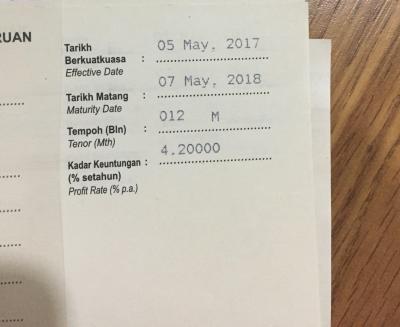 RUAN
Tarikh
Berkuatkuasa : 05 May, 2017
Effective Date
Tarikh Matang : 07 May, 2018
Maturity Date
Tempoh (Bln) : 012 M
Tenor (Mth)
Kadar Keuntungan : 4.20000
(% setahun)
Profit Rate (% p.a.)